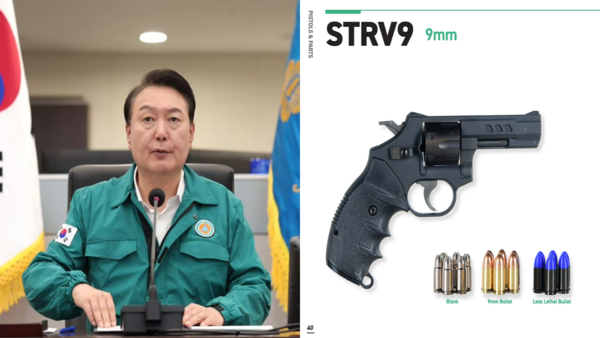 PISTOLS & PARTS
STRV9 9mm
Blank
9mm Bullet
Less Lethal Bullet
40